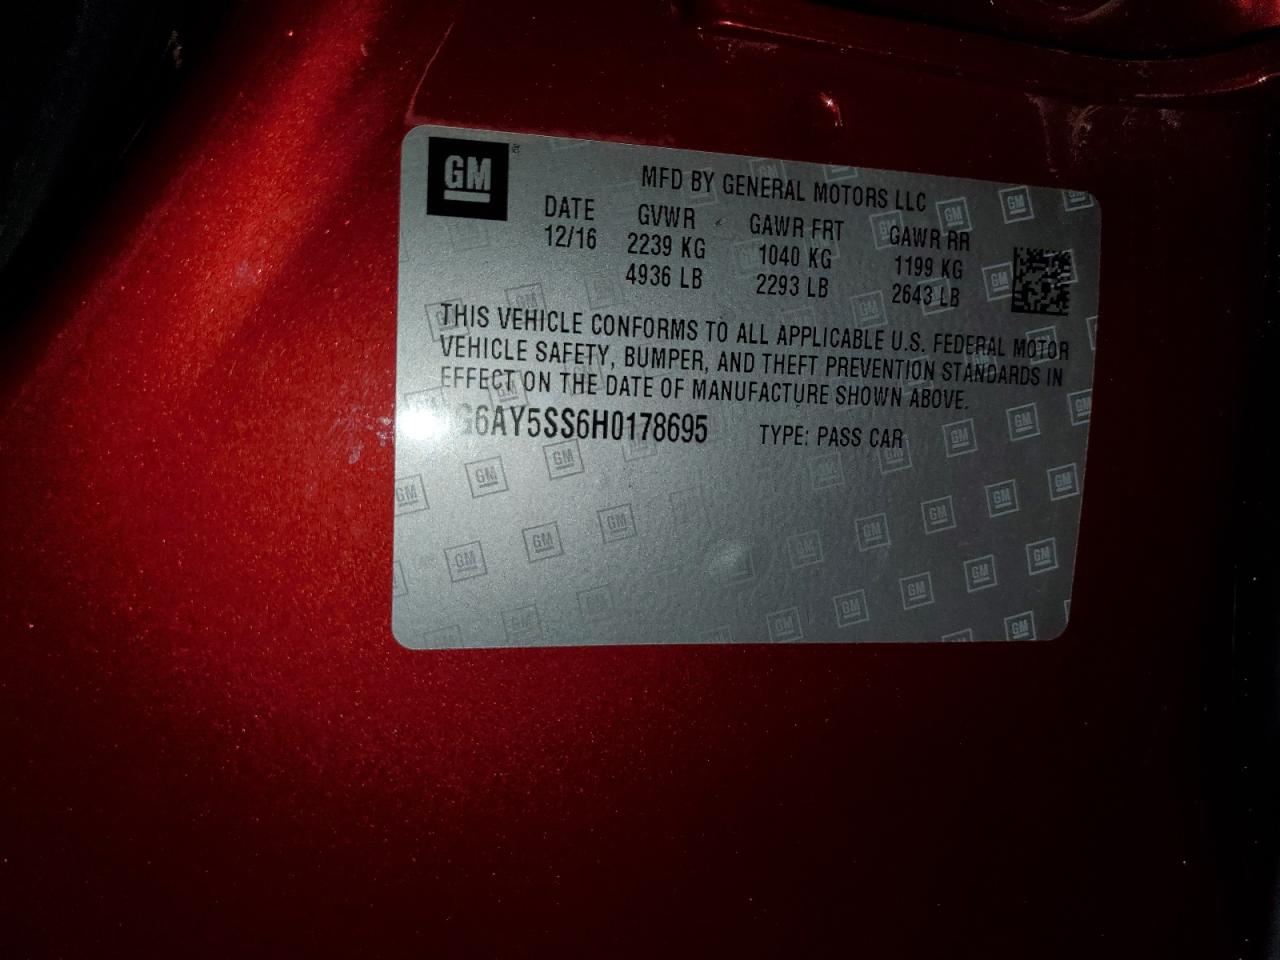 GM
MFD BY GENERAL MOTORS LLC
DATE GVWR GAWR FRT GAWR RR
12/16 2239 KG 1040 KG 1199 KG
4936 LB 2293 LB 2643 LB
THIS VEHICLE CONFORMS TO ALL APPLICABLE U.S. FEDERAL MOTOR
VEHICLE SAFETY, BUMPER, AND THEFT PREVENTION STANDARDS IN
EFFECT ON THE DATE OF MANUFACTURE SHOWN ABOVE.
G6AY5SS6H0178695 TYPE: PASS CAR